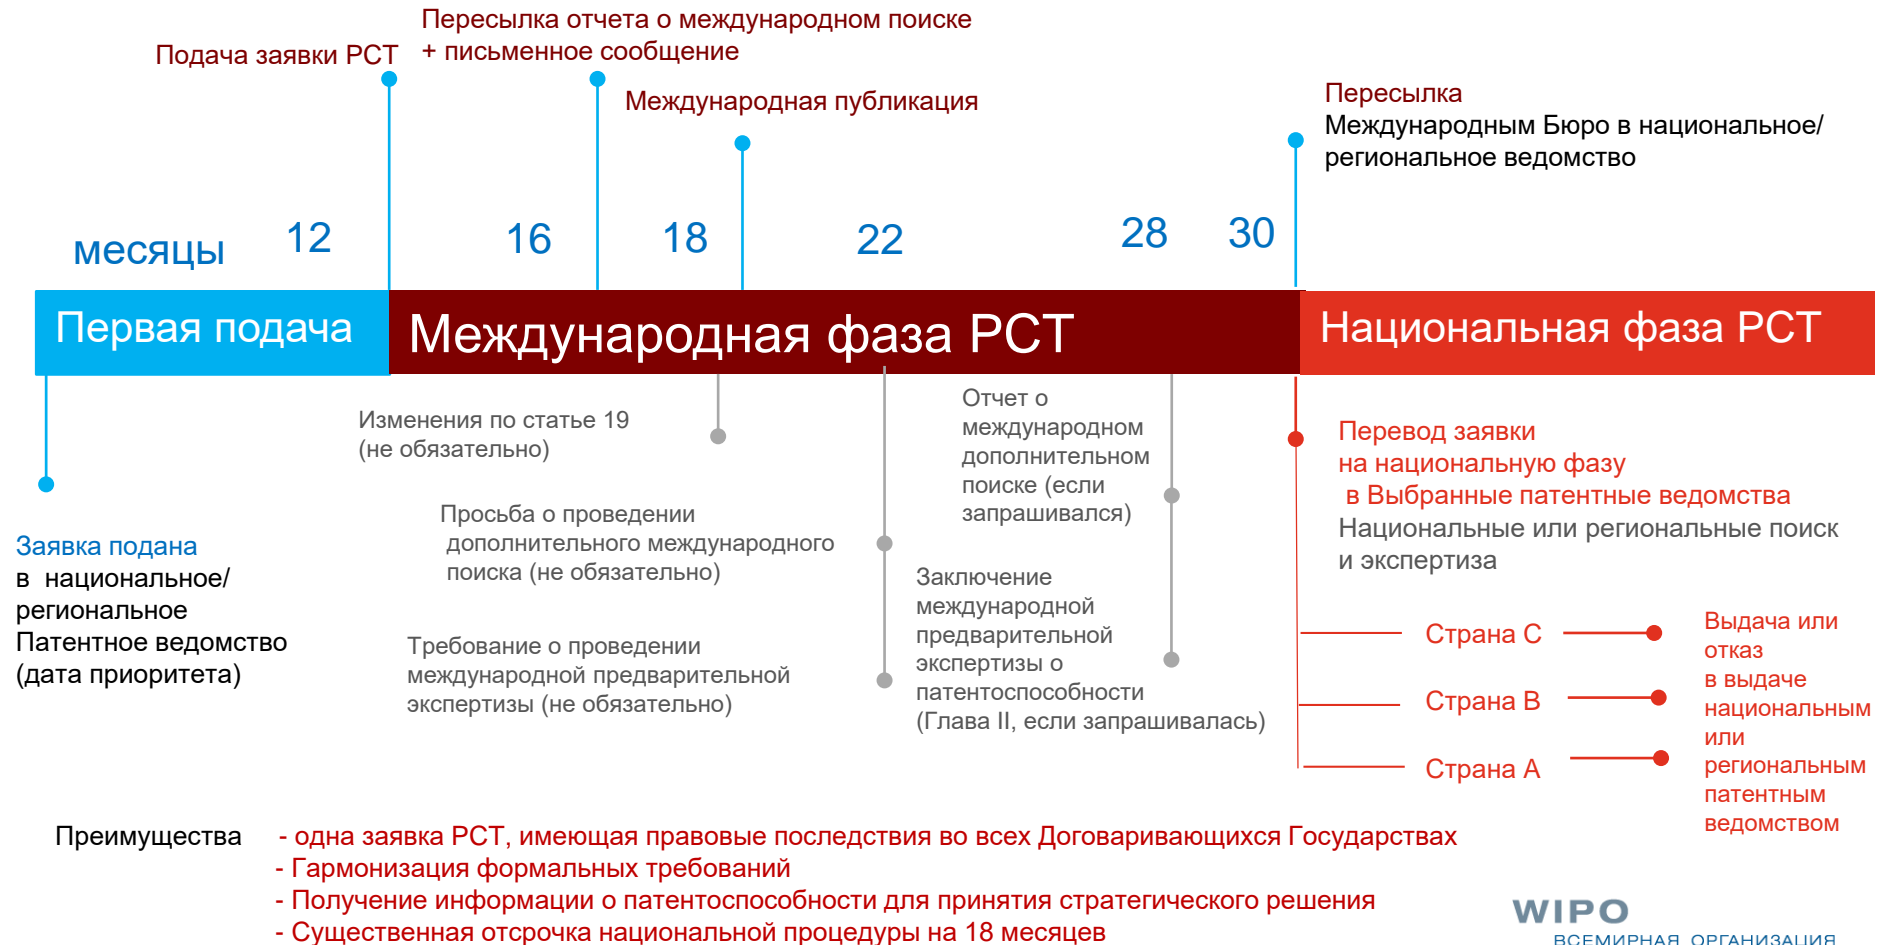 Пересылка отчета о международном поиске
+ письменное сообщение
Подача заявки PCT
Международная публикация
Пересылка
Международным Бюро в национальное/
региональное ведомство
месяцы
12
16
18
22
28
30
Первая подача
Международная фаза PCT
Национальная фаза PCT
Заявка подана
в национальное/
региональное
Патентное ведомство
(дата приоритета)
Изменения по статье 19
(не обязательно)
Просьба о проведении
дополнительного международного
поиска (не обязательно)
Требование о проведении
международной предварительной
экспертизы (не обязательно)
Отчет о
международном
дополнительном
поиске (если
запрашивался)
Заключение
международной
предварительной
экспертизы о
патентоспособности
(Глава II, если запрашивалась)
Перевод заявки
на национальную фазу
в Выбранные патентные ведомства
Национальные или региональные поиск
и экспертиза
Страна C
Страна B
Страна A
Выдача или
отказ
в выдаче
национальным
или
региональным
патентным
ведомством
Преимущества - одна заявка PCT, имеющая правовые последствия во всех Договаривающихся Государствах
- Гармонизация формальных требований
- Получение информации о патентоспособности для принятия стратегического решения
- Существенная отсрочка национальной процедуры на 18 месяцев
WIPO
ВСЕМИРНАЯ ОРГАНИЗАЦИЯ